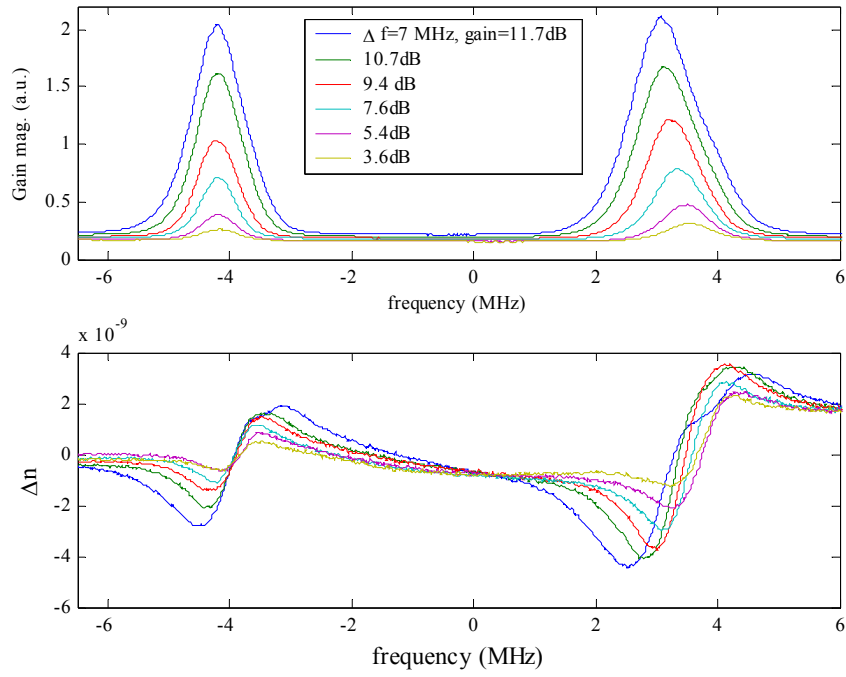 Gain mag. (a.u.)
2
1.5
1
0.5
0
Δ f=7 MHz, gain=11.7dB
10.7dB
9.4 dB
7.6dB
5.4dB
3.6dB
-6 -4 -2 0 2 4 6
frequency (MHz)
x 10⁻⁹
Δn
4
2
0
-2
-4
-6
-6 -4 -2 0 2 4 6
frequency (MHz)